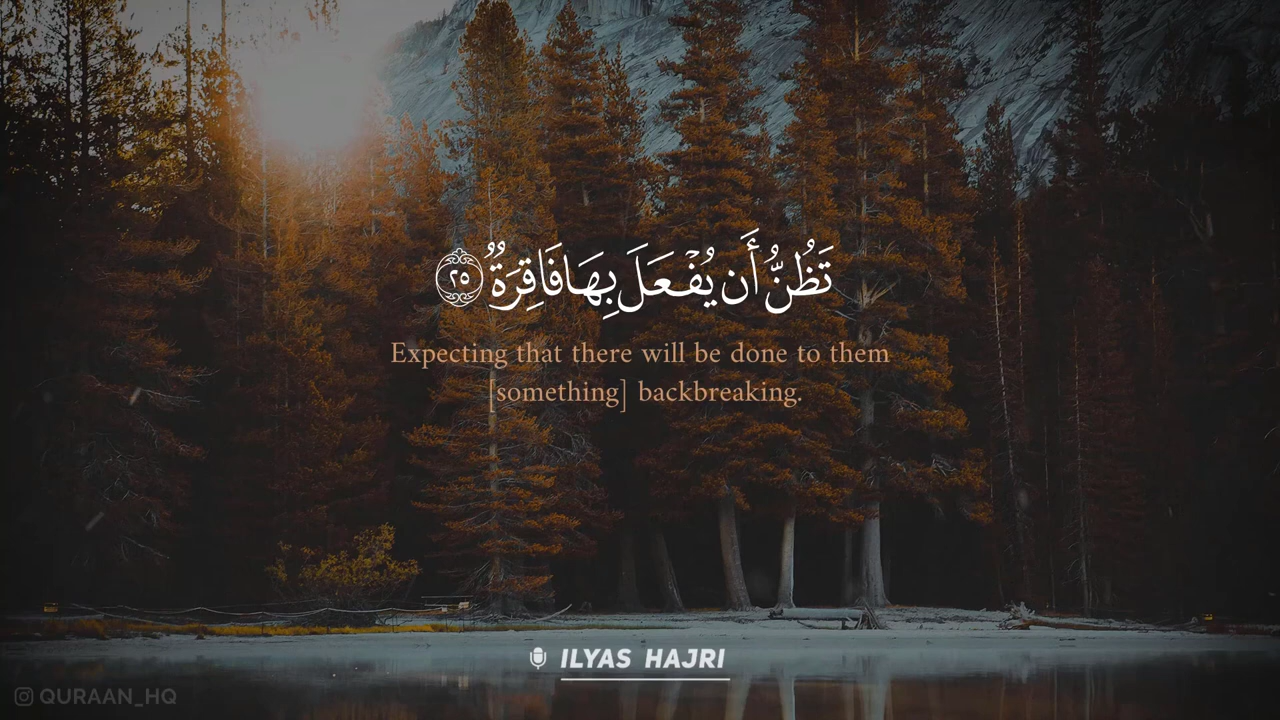 تَظُنُّ أَن يُفْعَلَ بِهَا فَاقِرَةٌ ٢٥
Expecting that there will be done to them
[something] backbreaking.
ILYAS HAJRI
QURAAN_HQ